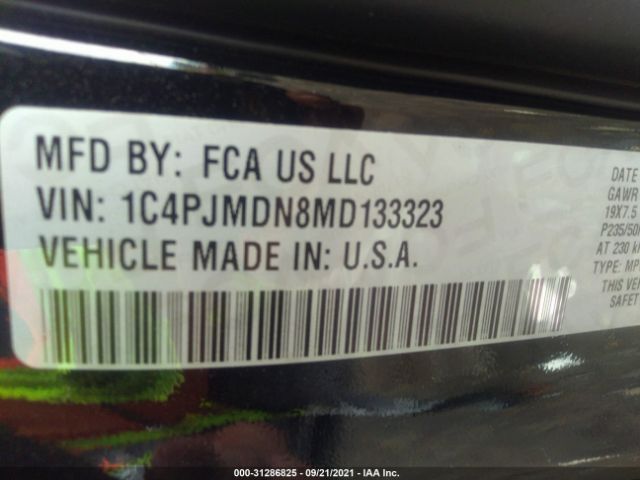 MFD BY: FCA US LLC
VIN: 1C4PJMDN8MD133323
VEHICLE MADE IN: U.S.A.
DATE
GAWR
19X7.5
P235/50
AT 230
TYPE: MP
THIS VE
SAFET
000-31286825 - 09/21/2021 - IAA Inc.